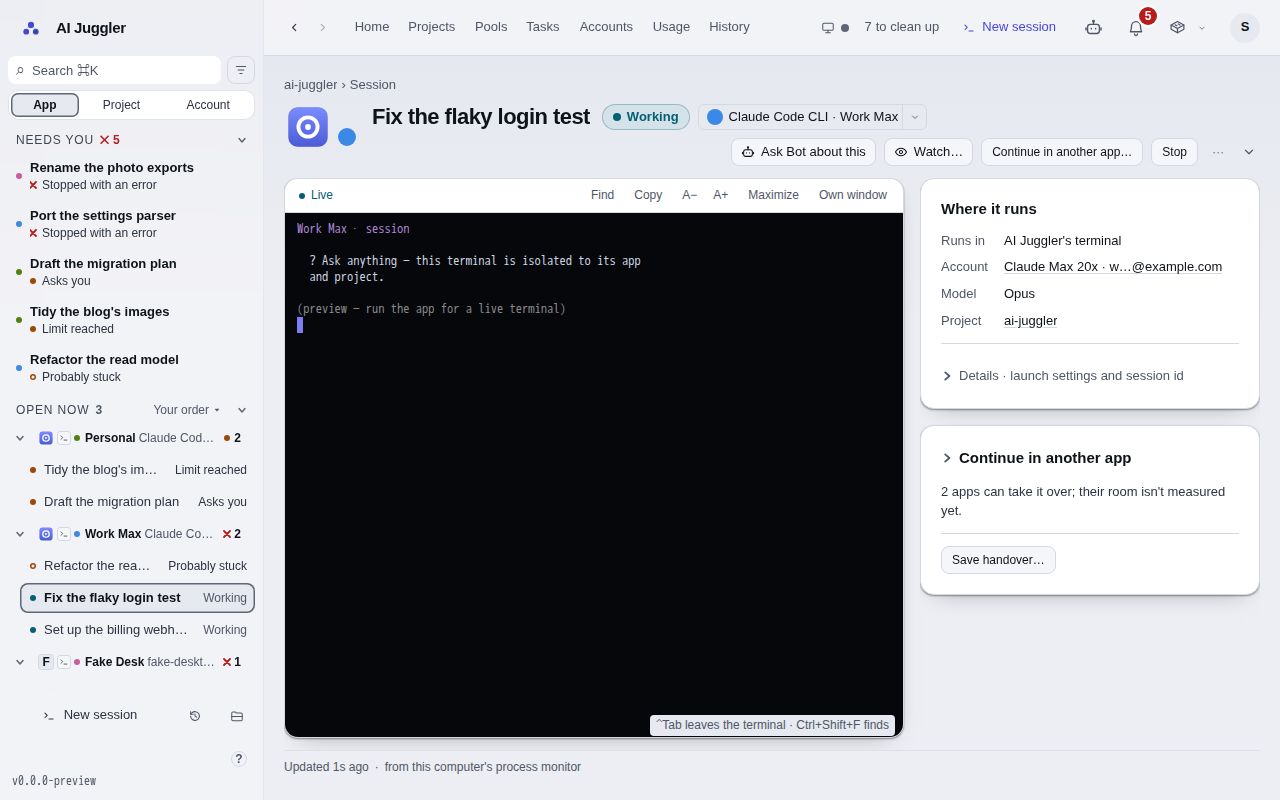 AI Juggler
Search ⌘K
App Project Account
NEEDS YOU 5
Rename the photo exports
Stopped with an error
Port the settings parser
Stopped with an error
Draft the migration plan
Asks you
Tidy the blog's images
Limit reached
Refactor the read model
Probably stuck
OPEN NOW 3 Your order
Personal Claude Cod… 2
Tidy the blog's im… Limit reached
Draft the migration plan Asks you
Work Max Claude Co… 2
Refactor the rea… Probably stuck
Fix the flaky login test Working
Set up the billing webh… Working
F Fake Desk fake-deskt… 1
New session
?
v0.0.0-preview
Home Projects Pools Tasks Accounts Usage History
7 to clean up New session 5 S
ai-juggler › Session
Fix the flaky login test Working Claude Code CLI · Work Max
Ask Bot about this Watch… Continue in another app… Stop ···
Live Find Copy A− A+ Maximize Own window
Work Max · session
? Ask anything — this terminal is isolated to its app
and project.
(preview — run the app for a live terminal)
^Tab leaves the terminal · Ctrl+Shift+F finds
Where it runs
Runs in AI Juggler's terminal
Account Claude Max 20x · w…@example.com
Model Opus
Project ai-juggler
Details · launch settings and session id
Continue in another app
2 apps can take it over; their room isn't measured
yet.
Save handover…
Updated 1s ago · from this computer's process monitor